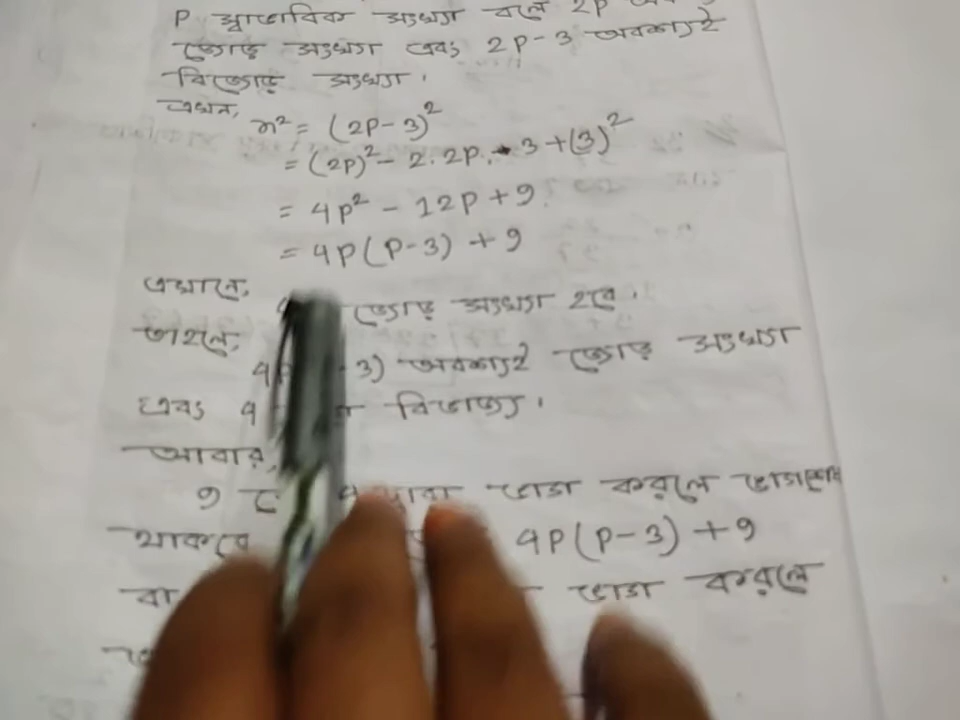 P স্বাভাবিক সংখ্যা বলে 2P
জোড় সংখ্যা এবং 2P-3 অবশ্যই
বিজোড় সংখ্যা।
এখন, n² = (2P-3)²
= (2P)² - 2.2P.3 + (3)²
= 4P² - 12P + 9
= 4P(P-3) + 9
এখানে,
জোড় সংখ্যা হবে।
তাহলে,
3) অবশ্যই জোড় সংখ্যা
এবং 4 বিভাজ্য।
আবার,
9 দ্বারা ভাগ করলে ভাগশেষ
থাকবে 4P(P-3) + 9
বা ভাগ করলে